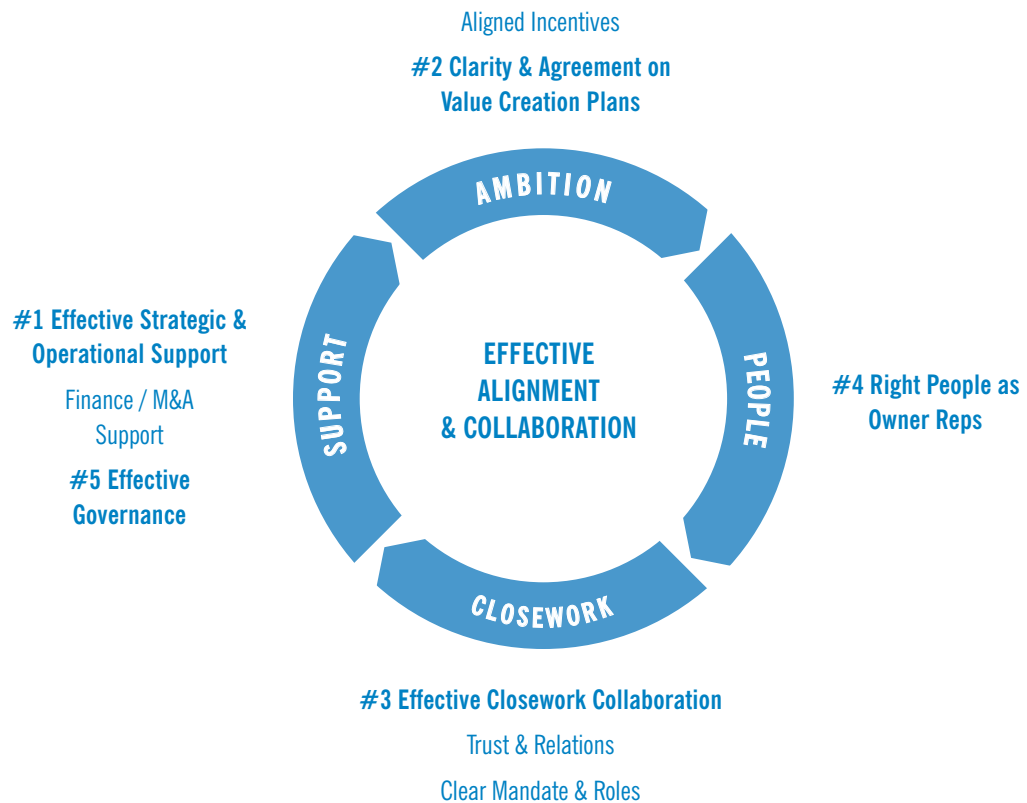 Aligned Incentives
#2 Clarity & Agreement on
Value Creation Plans
AMBITION
#1 Effective Strategic &
Operational Support
Finance / M&A
Support
#5 Effective
Governance
SUPPORT
EFFECTIVE
ALIGNMENT
& COLLABORATION
PEOPLE
#4 Right People as
Owner Reps
CLOSEWORK
#3 Effective Closework Collaboration
Trust & Relations
Clear Mandate & Roles